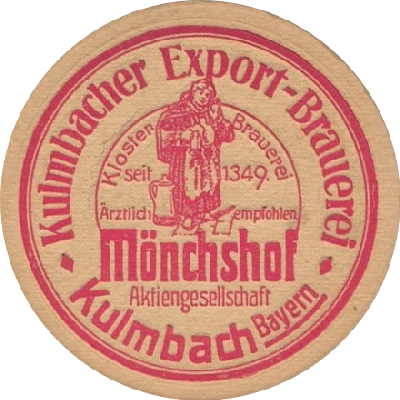 Kulmbacher Export-Brauerei
Kloster Brauerei
seit 1349.
Ärztlich empfohlen
Mönchshof
Aktiengesellschaft
Kulmbach Bayern